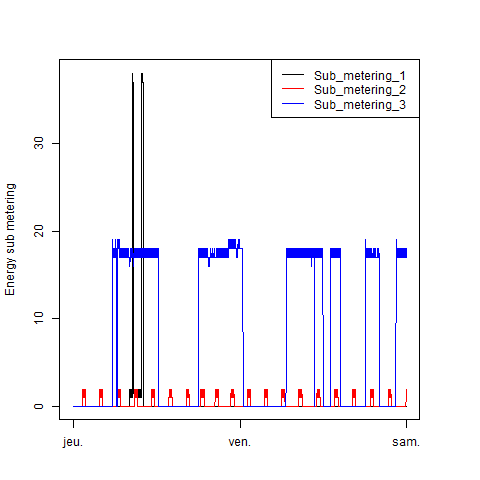 Sub_metering_1
Sub_metering_2
Sub_metering_3
Energy sub metering
30
20
10
0
jeu.
ven.
sam.